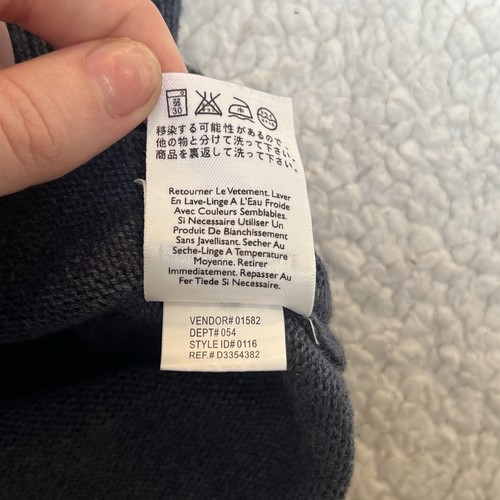 弱
30
移染する可能性があるので、
他の物と分けて洗って下さい。
商品を裏返して洗って下さい。
Retourner Le Vetement. Laver
En Lave-Linge A L'Eau Froide
Avec Couleurs Semblables.
Si Necessaire Utiliser Un
Produit De Blanchissement
Sans Javellisant. Secher Au
Seche-Linge A Temperature
Moyenne. Retirer
Immediatement. Repasser Au
Fer Tiede Si Necessaire.
VENDOR# 01582
DEPT# 054
STYLE ID# 0116
REF.# D3354382